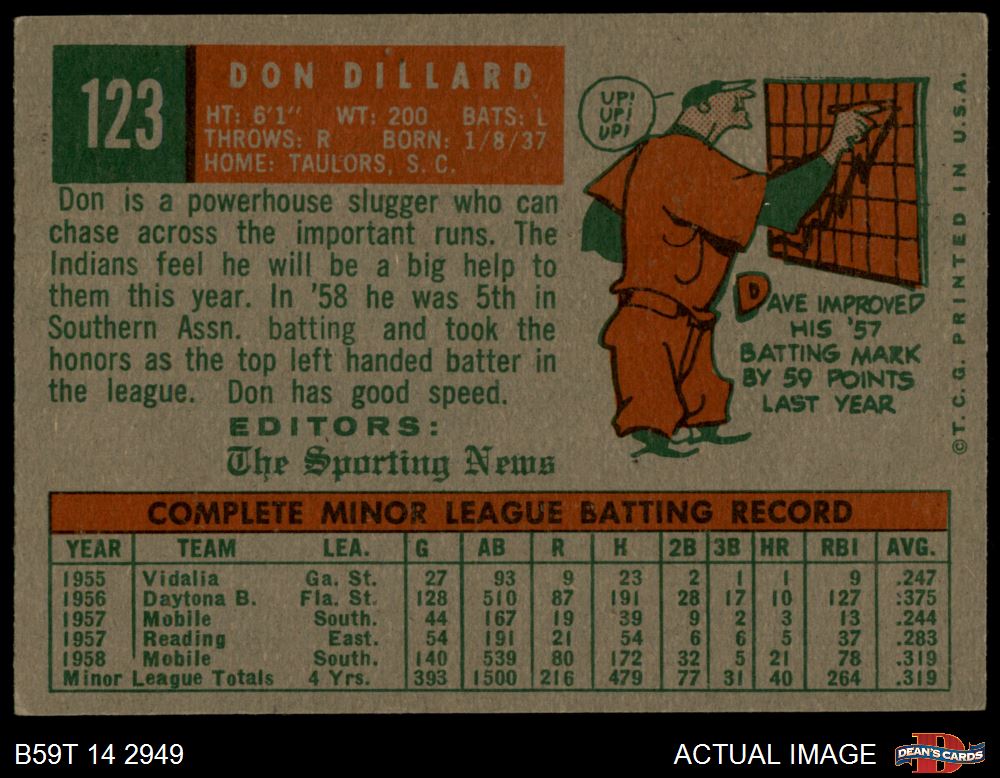 123
DON DILLARD
HT: 6'1" WT: 200 BATS: L
THROWS: R BORN: 1/8/37
HOME: TAULORS, S. C.
Don is a powerhouse slugger who can
chase across the important runs. The
Indians feel he will be a big help to
them this year. In '58 he was 5th in
Southern Assn. batting and took the
honors as the top left handed batter in
the league. Don has good speed.
EDITORS:
The Sporting News
UP!
UP!
UP!
DAVE IMPROVED
HIS '57
BATTING MARK
BY 59 POINTS
LAST YEAR
©T. C. G. PRINTED IN U.S.A.
COMPLETE MINOR LEAGUE BATTING RECORD
YEAR TEAM LEA. G AB R H 2B 3B HR RBI AVG.
1955 Vidalia Ga. St. 27 93 9 23 2 1 1 9 .247
1956 Daytona B. Fla. St. 128 510 87 191 28 17 10 127 .375
1957 Mobile South. 44 167 19 39 9 2 3 13 .244
1957 Reading East. 54 191 21 54 6 6 5 37 .283
1958 Mobile South. 140 539 80 172 32 5 21 78 .319
Minor League Totals 4 Yrs. 393 1500 216 479 77 31 40 264 .319
B59T 14 2949
ACTUAL IMAGE
DEAN'S CARDS